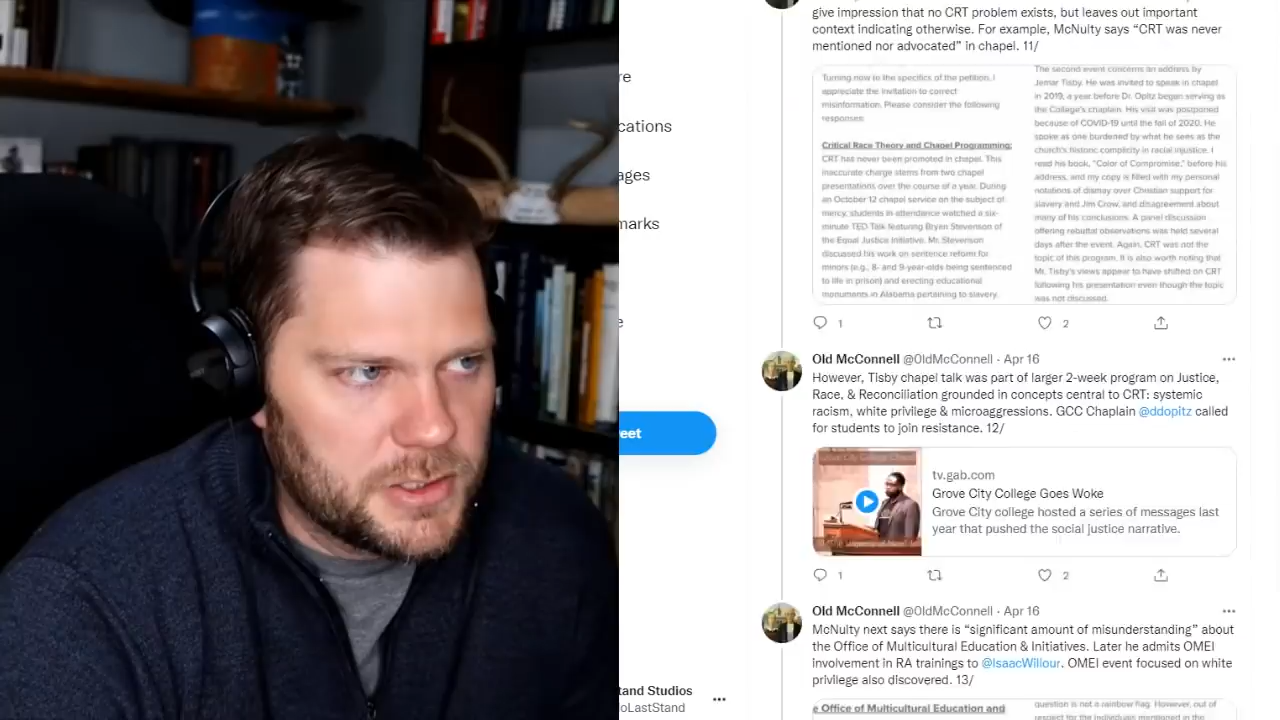 re
cations
ages
marks
e
eet
tand Studios
oLastStand
give impression that no CRT problem exists, but leaves out important
context indicating otherwise. For example, McNulty says “CRT was never
mentioned nor advocated” in chapel. 11/
Turning now to the specifics of the petition, I
appreciate the invitation to correct
misinformation. Please consider the following
responses:
Critical Race Theory and Chapel Programming:
CRT has never been promoted in chapel. This
inaccurate charge stems from two chapel
presentations over the course of a year. During
an October 12 chapel service on the subject of
mercy, students in attendance watched a six-
minute TED Talk featuring Bryan Stevenson of
the Equal Justice Initiative. Mr. Stevenson
discussed his work on sentence reform for
minors (e.g., 8- and 9-year-olds being sentenced
to life in prison) and erecting educational
monuments in Alabama pertaining to slavery.
The second event concerns an address by
Jemar Tisby. He was invited to speak in chapel
in 2019, a year before Dr. Opitz began serving as
the College's chaplain. His visit was postponed
because of COVID-19 until the fall of 2020. He
spoke as one burdened by what he sees as the
church's historic complicity in racial injustice. I
read his book, "Color of Compromise," before his
address, and my copy is filled with my personal
notations of dismay over Christian support for
slavery and Jim Crow, and disagreement about
many of his conclusions. A panel discussion
offering rebuttal observations was held several
days after the event. Again, CRT was not the
topic of this program. It is also worth noting that
Mr. Tisby's views appear to have shifted on CRT
following his presentation even though the topic
was not discussed.
1
2
Old McConnell @OldMcConnell · Apr 16
However, Tisby chapel talk was part of larger 2-week program on Justice,
Race, & Reconciliation grounded in concepts central to CRT: systemic
racism, white privilege & microaggressions. GCC Chaplain @ddopitz called
for students to join resistance. 12/
tv.gab.com
Grove City College Goes Woke
Grove City college hosted a series of messages last
year that pushed the social justice narrative.
1
2
Old McConnell @OldMcConnell · Apr 16
McNulty next says there is “significant amount of misunderstanding” about
the Office of Multicultural Education & Initiatives. Later he admits OMEI
involvement in RA trainings to @IsaacWillour. OMEI event focused on white
privilege also discovered. 13/
e Office of Multicultural Education and
question is not a rainbow flag. However, out of
respect for the individual mentioned in the